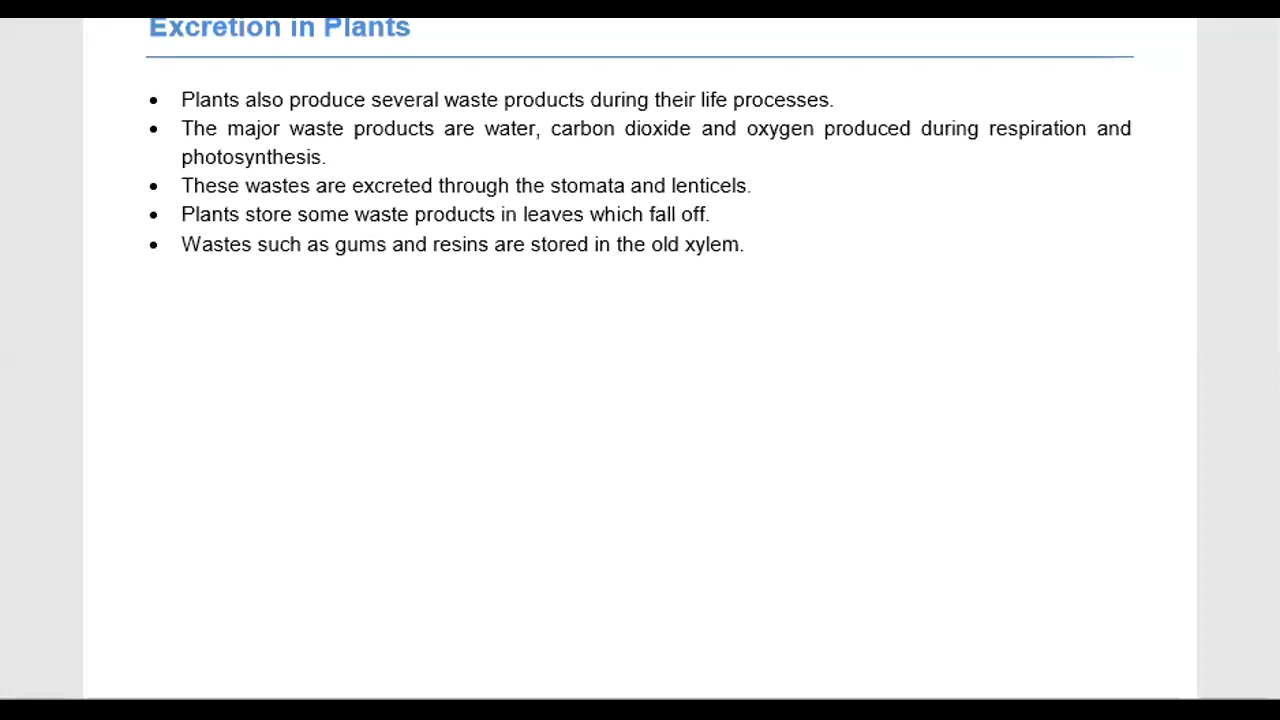 Excretion in Plants
• Plants also produce several waste products during their life processes.
• The major waste products are water, carbon dioxide and oxygen produced during respiration and
photosynthesis.
• These wastes are excreted through the stomata and lenticels.
• Plants store some waste products in leaves which fall off.
• Wastes such as gums and resins are stored in the old xylem.